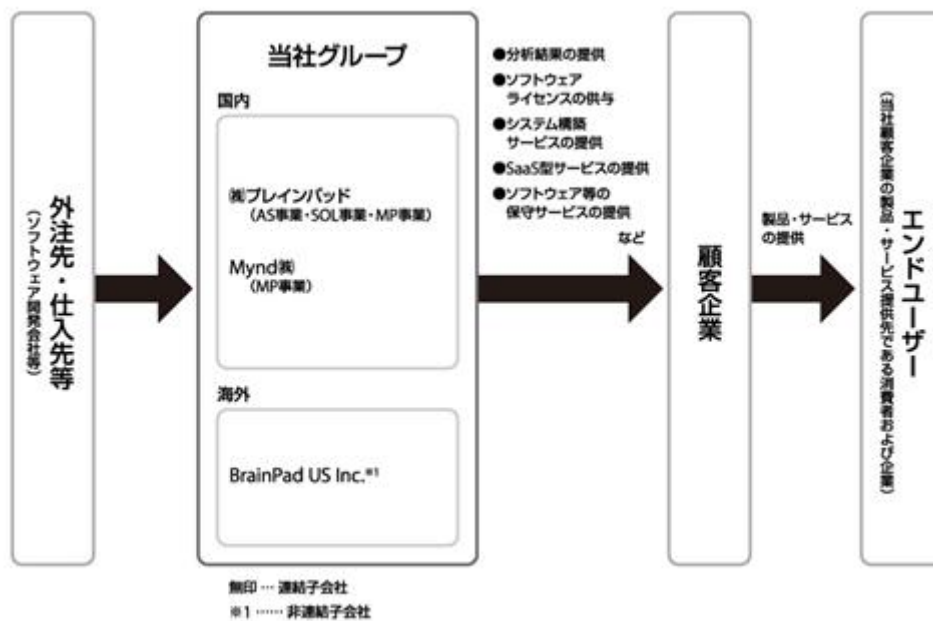 外注先・仕入先等
（ソフトウェア開発会社等）
当社グループ
国内
㈱ブレインパッド
（AS事業・SOL事業・MP事業）
Mynd㈱
（MP事業）
海外
BrainPad US Inc.※1
無印 … 連結子会社
※1 …… 非連結子会社
●分析結果の提供
●ソフトウェア
ライセンスの供与
●システム構築
サービスの提供
●SaaS型サービスの提供
●ソフトウェア等の
保守サービスの提供
など
顧客企業
製品・サービス
の提供
エンドユーザー
（当社顧客企業の製品・サービス提供先である消費者および企業）